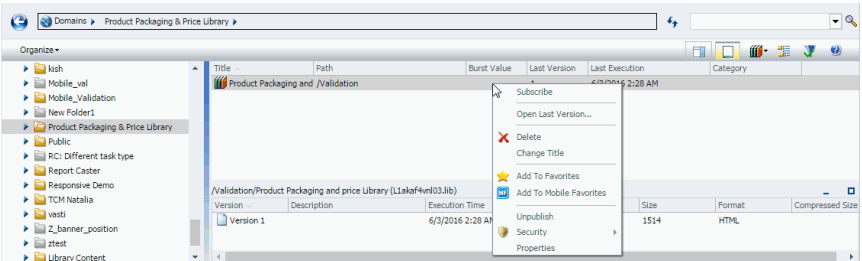 Domains ▸ Product Packaging & Price Library ▸
Organize
kish
Mobile_val
Mobile_Validation
New Folder1
Product Packaging & Price Library
Public
RC: Different task type
Report Caster
Responsive Demo
TCM Natalia
vasti
Z_banner_position
ztest
Library Content
Title Path Burst Value Last Version Last Execution Category
Product Packaging and /Validation 1 6/3/2016 2:28 AM
Subscribe
Open Last Version...
Delete
Change Title
Add To Favorites
Add To Mobile Favorites
Unpublish
Security
Properties
/Validation/Product Packaging and price Library (L1akaf4vnl03.lib)
Version Description Execution Time Size Format Compressed Size
Version 1 6/3/2016 2:28 AM 1514 HTML